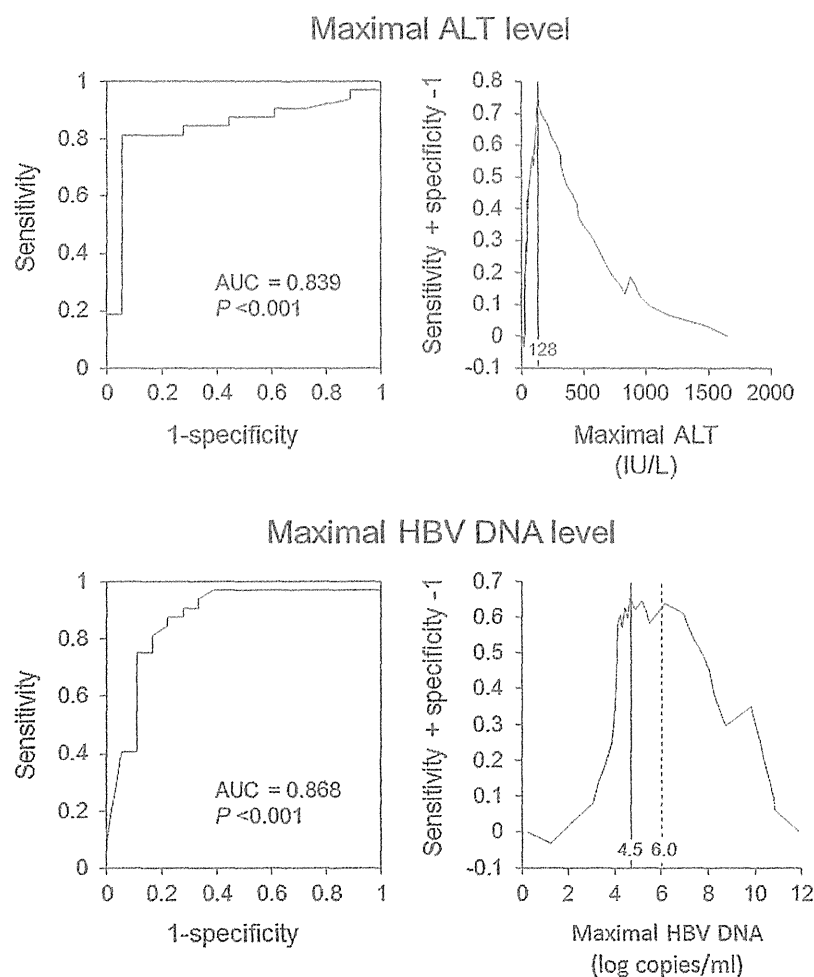 Maximal ALT level
Sensitivity
1
0.8
0.6
0.4
0.2
0
0 0.2 0.4 0.6 0.8 1
1-specificity
AUC = 0.839
P <0.001
Sensitivity + specificity -1
0.8
0.7
0.6
0.5
0.4
0.3
0.2
0.1
0
-0.1
128
0 500 1000 1500 2000
Maximal ALT
(IU/L)
Maximal HBV DNA level
Sensitivity
1
0.8
0.6
0.4
0.2
0
0 0.2 0.4 0.6 0.8 1
1-specificity
AUC = 0.868
P <0.001
Sensitivity + specificity -1
0.7
0.6
0.5
0.4
0.3
0.2
0.1
0
-0.1
4.5 6.0
0 2 4 6 8 10 12
Maximal HBV DNA
(log copies/ml)